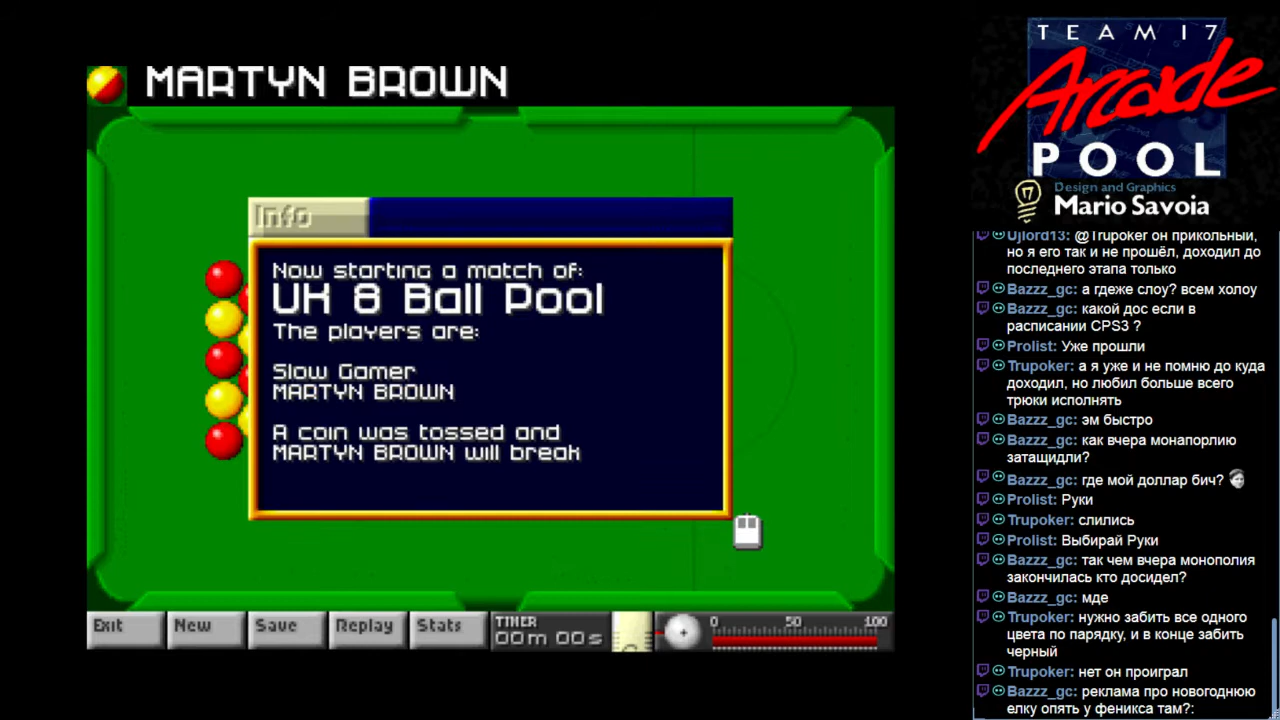 MARTYN BROWN
Info
Now starting a match of:
UK 8 Ball Pool
The players are:
Slow Gamer
MARTYN BROWN
A coin was tossed and
MARTYN BROWN will break
Exit
New
Save
Replay
Stats
TIMER
00m 00s
0 50 100
TEAM 17
Arcade
POOL
17
Design and Graphics
Mario Savoia
Ujlord13: @Trupoker он прикольный,
но я его так и не прошёл, доходил до
последнего этапа только
Bazzz_gc: а гдеже слоу? всем холоу
Bazzz_gc: какой дос если в
расписании CPS3 ?
Prolist: Уже прошли
Trupoker: а я уже и не помню до куда
доходил, но любил больше всего
трюки исполнять
Bazzz_gc: эм быстро
Bazzz_gc: как вчера монапорлию
затащидли?
Bazzz_gc: где мой доллар бич?
Prolist: Руки
Trupoker: слились
Prolist: Выбирай Руки
Bazzz_gc: так чем вчера монополия
закончилась кто досидел?
Bazzz_gc: мде
Trupoker: нужно забить все одного
цвета по парядку, и в конце забить
черный
Trupoker: нет он проиграл
Bazzz_gc: реклама про новогоднюю
елку опять у феникса там?: